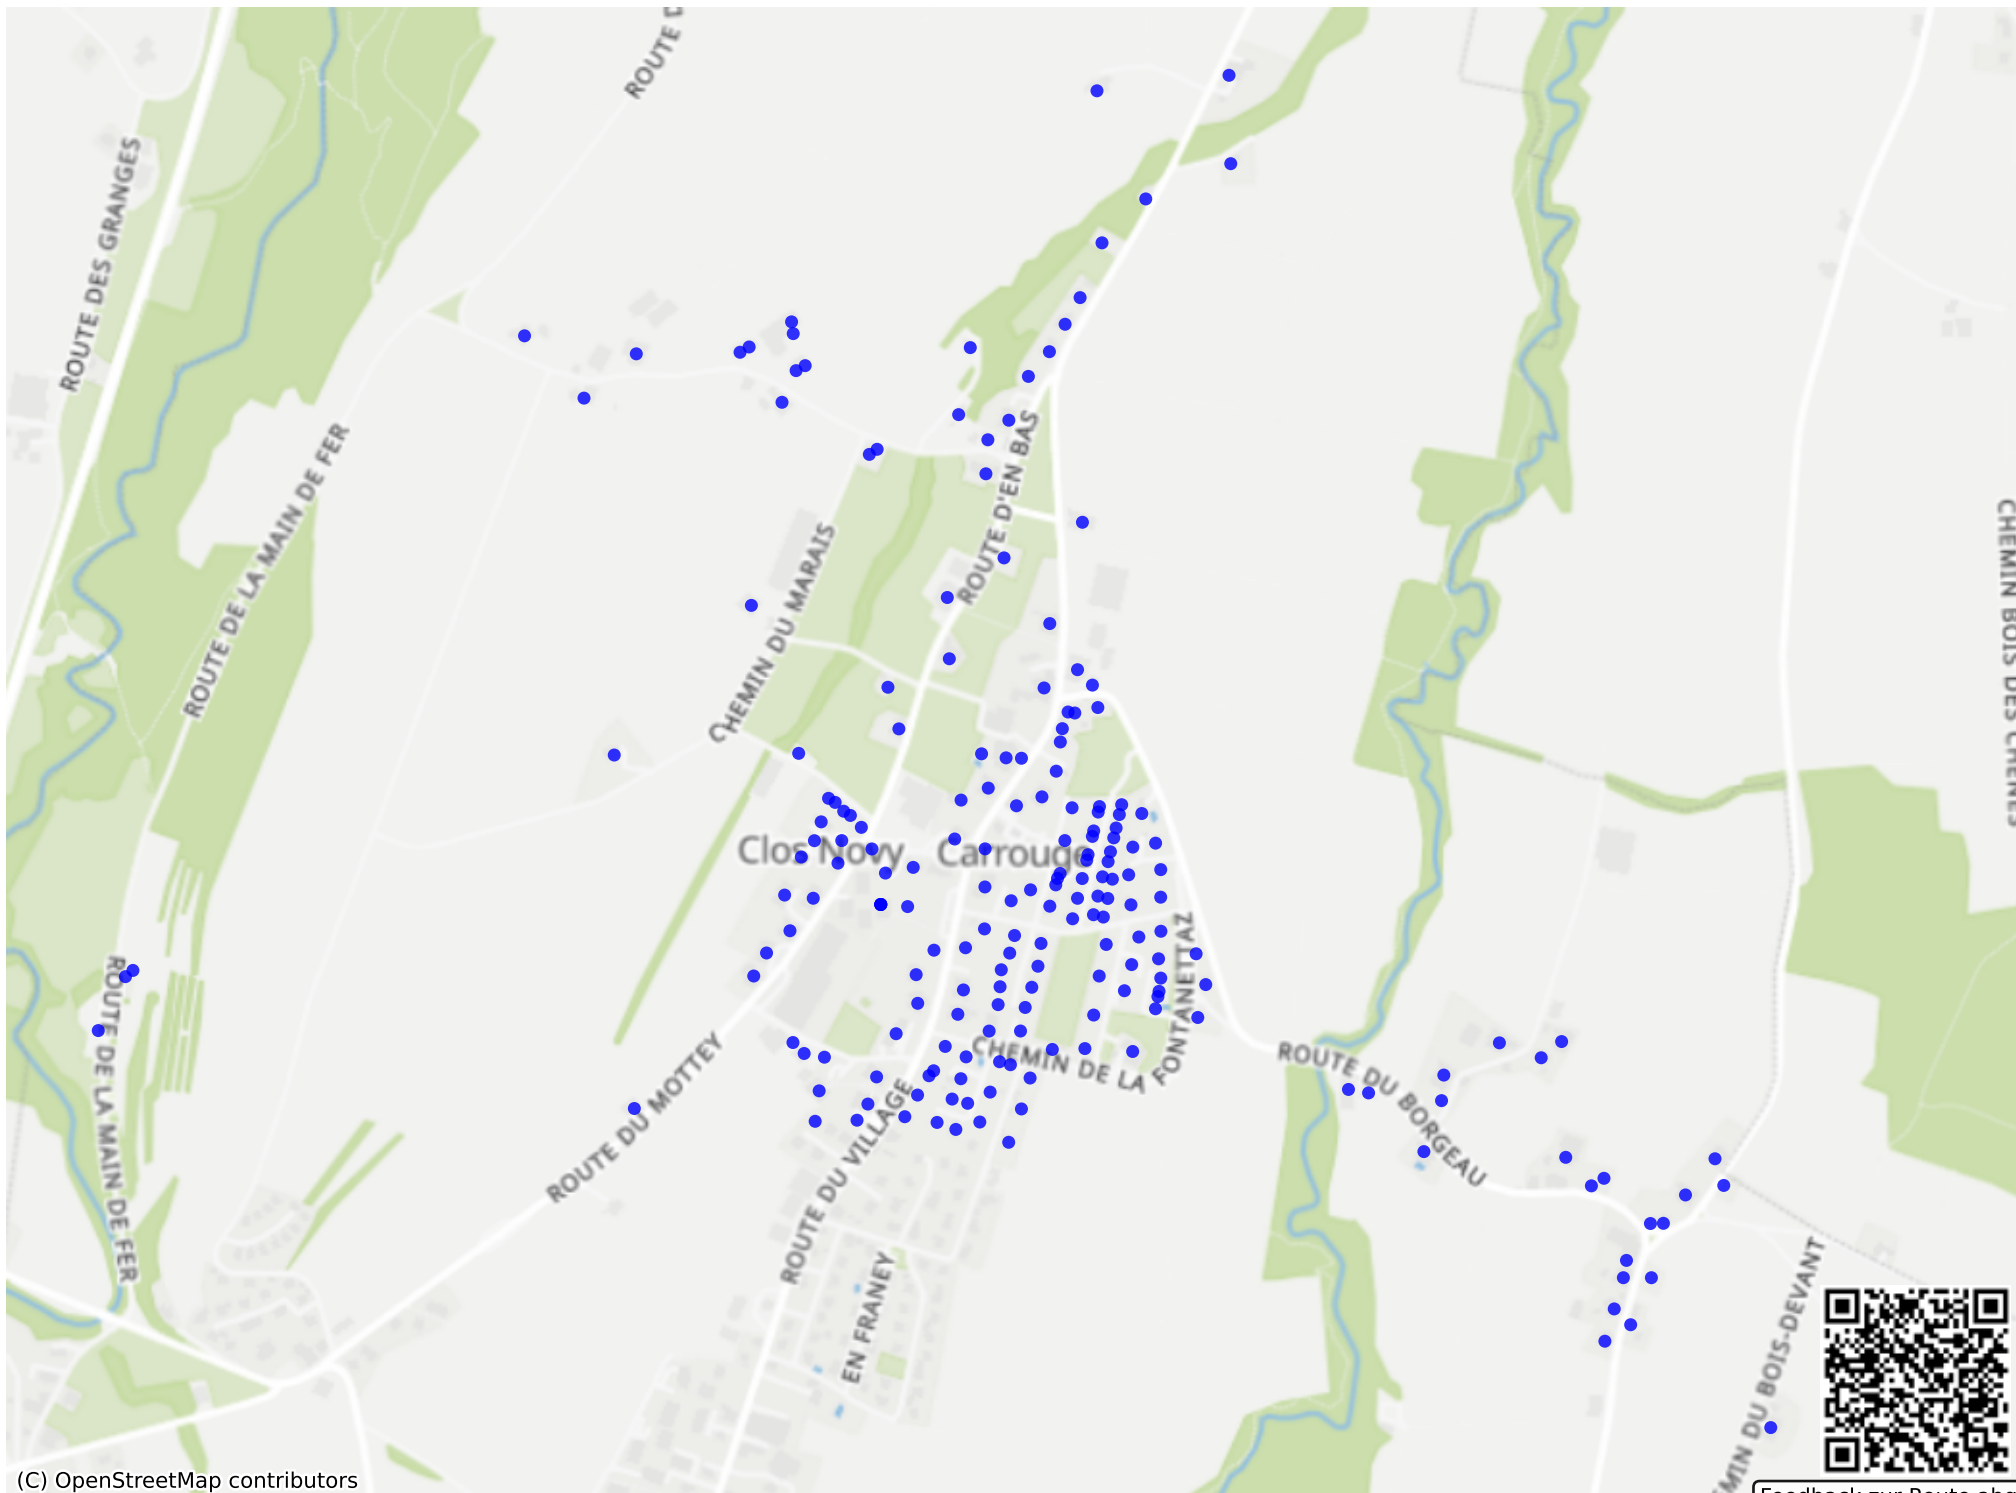 ROUTE D
ROUTE DES GRANGES
ROUTE DE LA MAIN DE FER
ROUTE D'EN BAS
CHEMIN DU MARAIS
CHEMIN BOIS DES CHÊNES
Clos Novy
Carrouge
ROUTE DE LA MAIN DE FER
FONTANETTAZ
CHEMIN DE LA
ROUTE DU BORGEAU
ROUTE DU MOTTEY
ROUTE DU VILLAGE
EN FRANEY
EMIN DU BOIS-DEVANT
(C) OpenStreetMap contributors